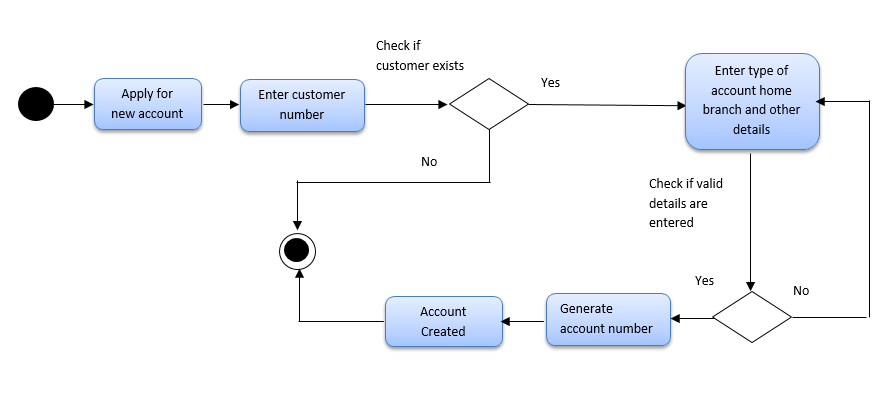 Check if
customer exists
Apply for
new account
Enter customer
number
Yes
Enter type of
account home
branch and other
details
No
Check if valid
details are
entered
Yes
No
Account
Created
Generate
account number